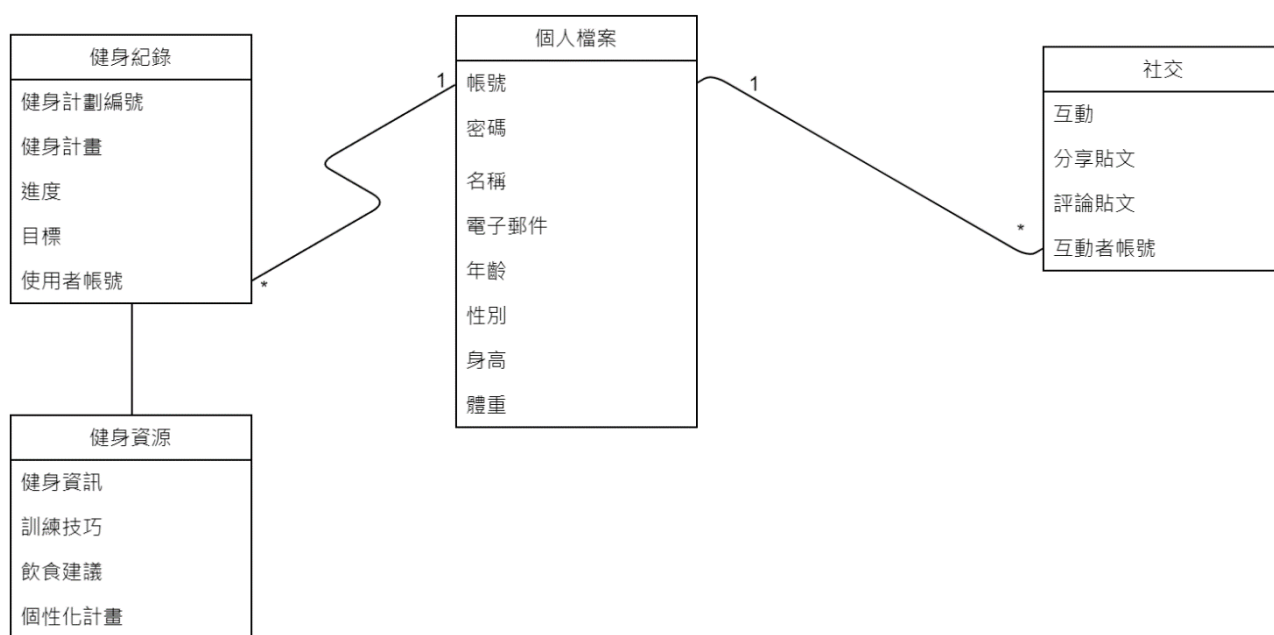 健身紀錄
健身計劃編號
健身計畫
進度
目標
使用者帳號
*
1
個人檔案
帳號
密碼
名稱
電子郵件
年齡
性別
身高
體重
1
*
社交
互動
分享貼文
評論貼文
互動者帳號
健身資源
健身資訊
訓練技巧
飲食建議
個性化計畫